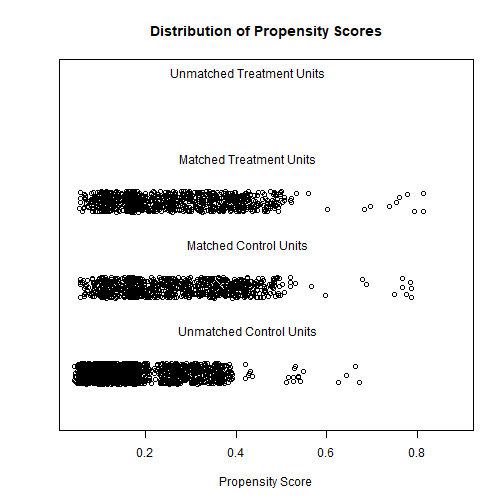 Distribution of Propensity Scores
Unmatched Treatment Units
Matched Treatment Units
Matched Control Units
Unmatched Control Units
0.2 0.4 0.6 0.8
Propensity Score